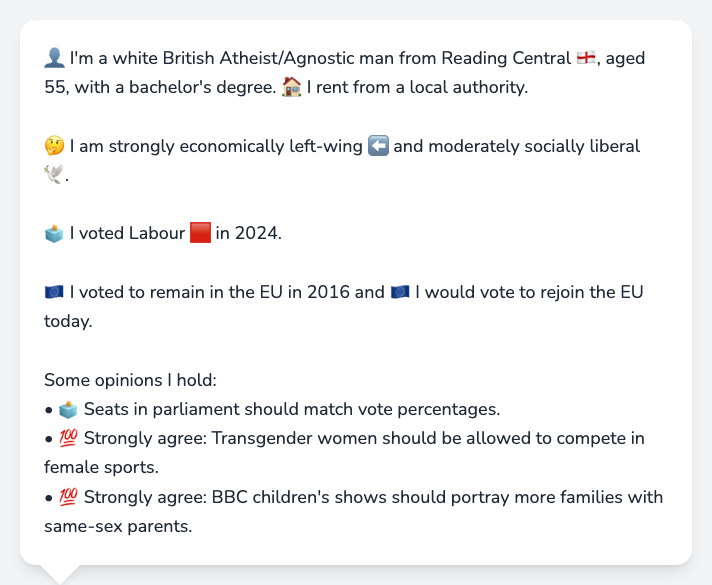 👤 I'm a white British Atheist/Agnostic man from Reading Central 🏴󠁧󠁢󠁥󠁮󠁧󠁿, aged
55, with a bachelor's degree. 🏠 I rent from a local authority.
🤔 I am strongly economically left-wing ⬅️ and moderately socially liberal
🕊️.
🗳️ I voted Labour 🟥 in 2024.
🇪🇺 I voted to remain in the EU in 2016 and 🇪🇺 I would vote to rejoin the EU
today.
Some opinions I hold:
• 🗳️ Seats in parliament should match vote percentages.
• 💯 Strongly agree: Transgender women should be allowed to compete in
female sports.
• 💯 Strongly agree: BBC children's shows should portray more families with
same-sex parents.